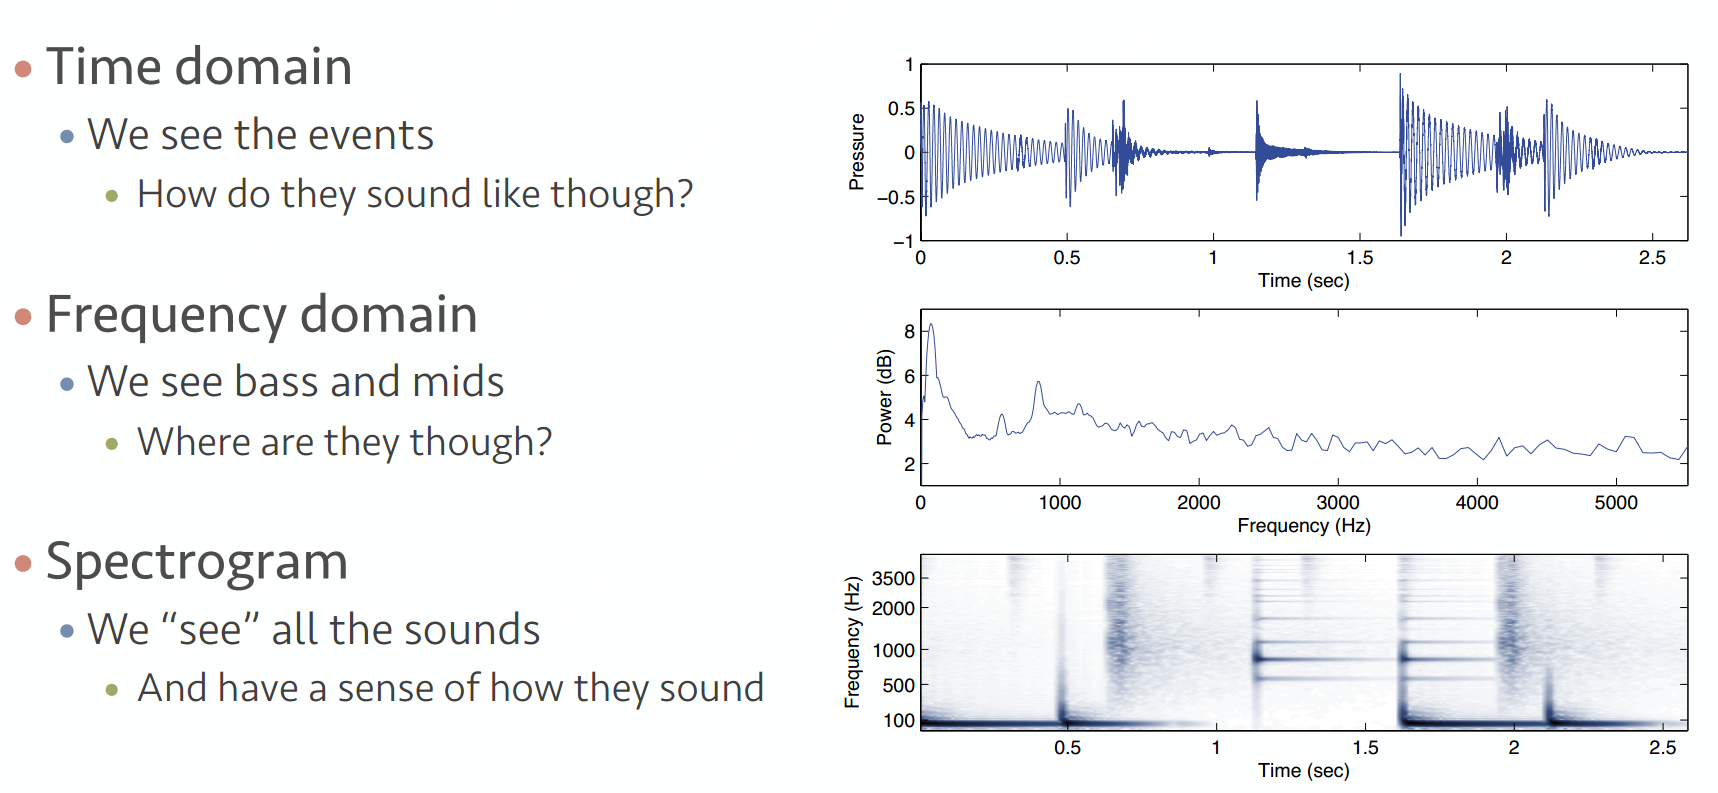 • Time domain
• We see the events
• How do they sound like though?
• Frequency domain
• We see bass and mids
• Where are they though?
• Spectrogram
• We “see” all the sounds
• And have a sense of how they sound
Pressure
1
0.5
0
−0.5
−1
0 0.5 1 1.5 2 2.5
Time (sec)
Power (dB)
8
6
4
2
0 1000 2000 3000 4000 5000
Frequency (Hz)
Frequency (Hz)
3500
2000
1000
500
100
0.5 1 1.5 2 2.5
Time (sec)